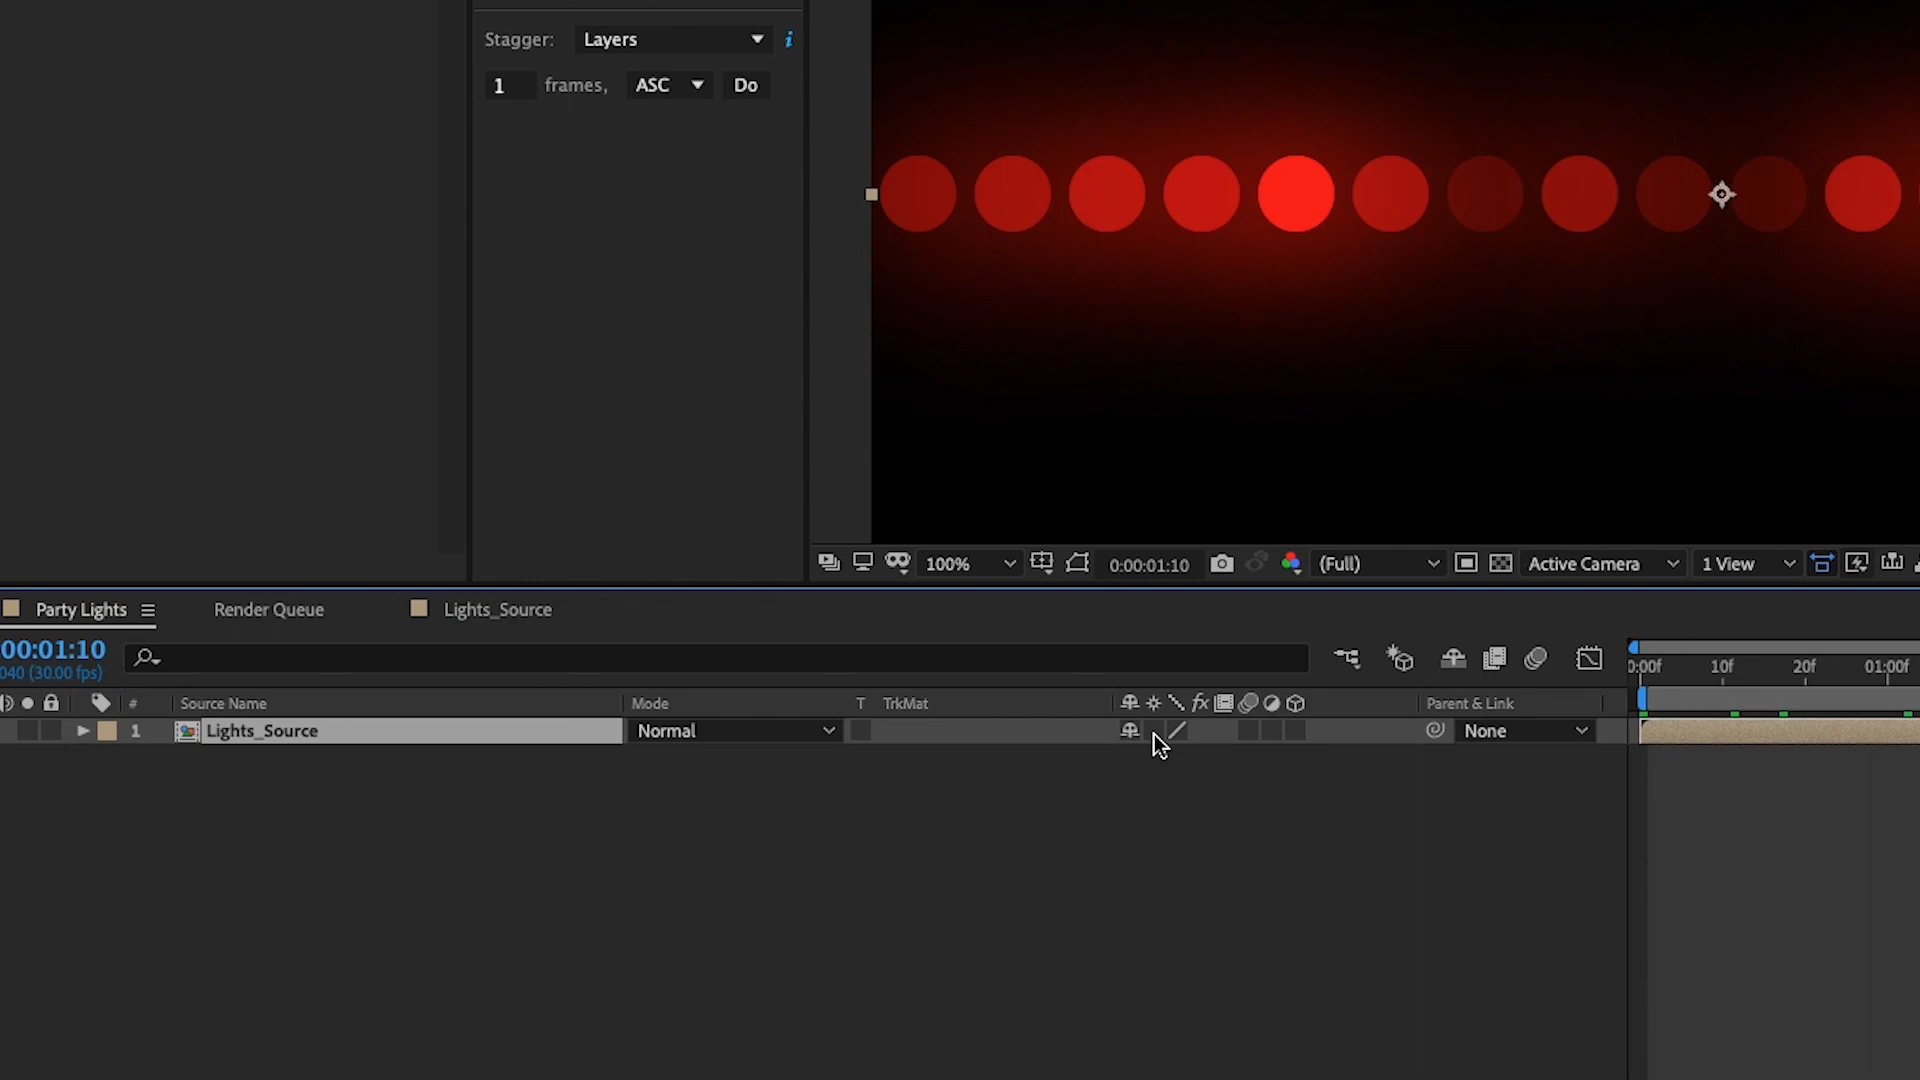 Stagger: Layers i
1 frames, ASC Do
100% 0:00:01:10 (Full) Active Camera 1 View
Party Lights Render Queue Lights_Source
00:01:10
040 (30.00 fps)
0:00f 10f 20f 01:00f
# Source Name Mode T TrkMat fx Parent & Link
1 Lights_Source Normal None